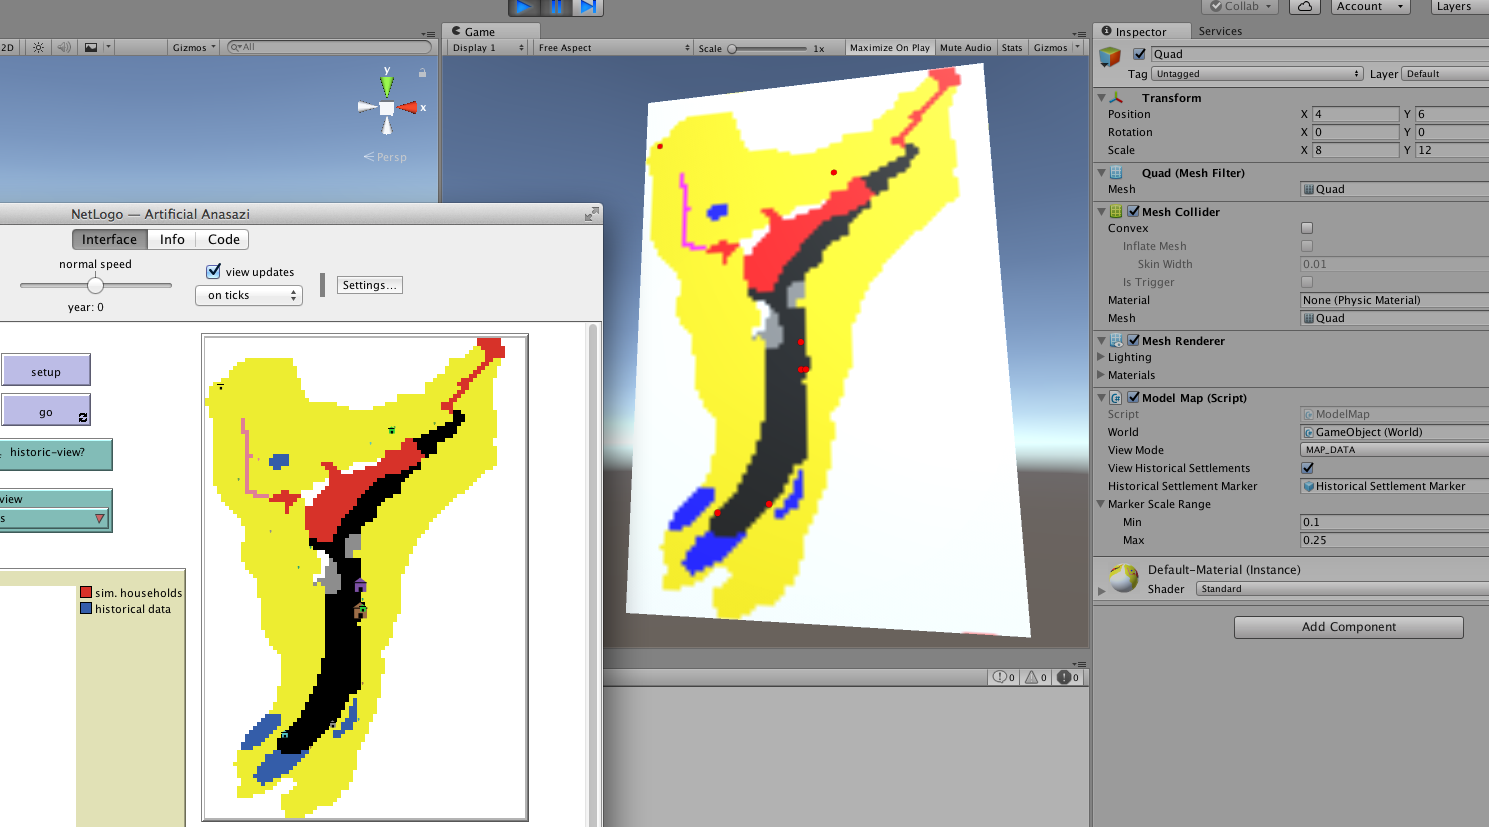 Collab
Account
Layers
Game
Inspector
Services
2D
Gizmos
All
Display 1
Free Aspect
Scale
1x
Maximize On Play
Mute Audio
Stats
Gizmos
Quad
Tag
Untagged
Layer
Default
y
x
Persp
Transform
Position
X
4
Y
6
Rotation
X
0
Y
0
Scale
X
8
Y
12
Quad (Mesh Filter)
Mesh
Quad
Mesh Collider
Convex
Inflate Mesh
Skin Width
0.01
Is Trigger
Material
None (Physic Material)
Mesh
Quad
Mesh Renderer
Lighting
Materials
Model Map (Script)
Script
ModelMap
World
GameObject (World)
View Mode
MAP_DATA
View Historical Settlements
Historical Settlement Marker
Historical Settlement Marker
Marker Scale Range
Min
0.1
Max
0.25
Default-Material (Instance)
Shader
Standard
Add Component
0
0
0
NetLogo — Artificial Anasazi
Interface
Info
Code
normal speed
view updates
on ticks
Settings...
year: 0
setup
go
historic-view?
view
s
sim. households
historical data